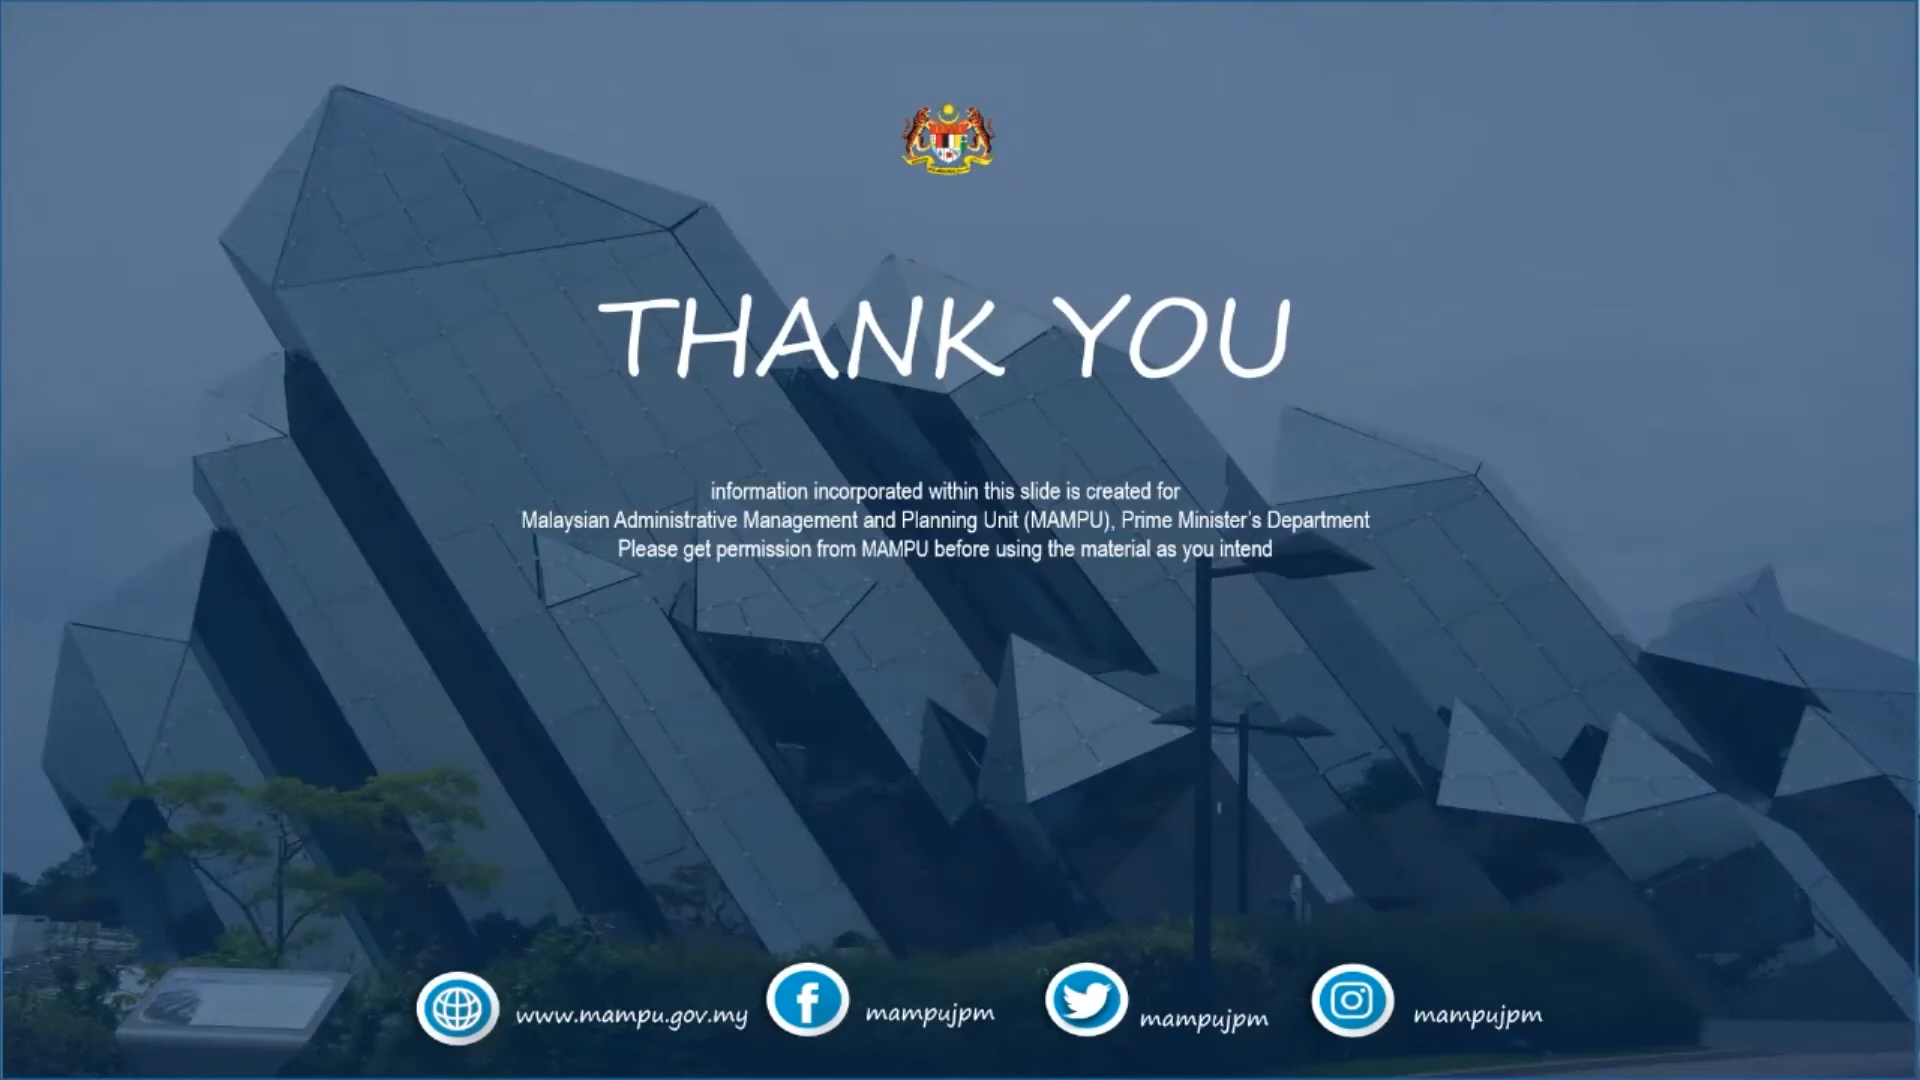 THANK YOU
information incorporated within this slide is created for
Malaysian Administrative Management and Planning Unit (MAMPU), Prime Minister's Department
Please get permission from MAMPU before using the material as you intend
www.mampu.gov.my
mampujpm
mampujpm
mampujpm